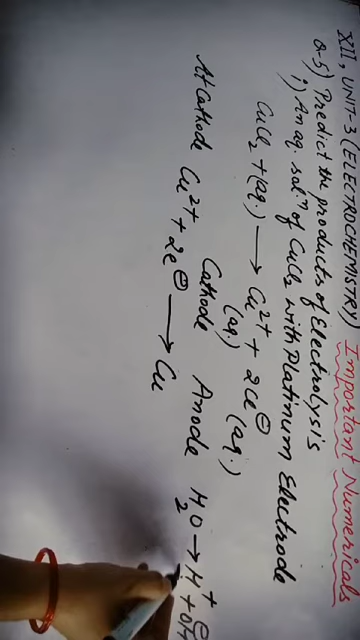 XII, UNIT-3 (ELECTROCHEMISTRY) Important Numericals
Q-5) Predict the products of Electrolysis
i) An aq. sol.ⁿ of CuCl₂ with Platinum Electrode
CuCl₂ + (aq.) ⟶ Cu²⁺ (aq.) + 2Cl⊖ (aq.)
Cathode Anode
At Cathode Cu²⁺ + 2e⊖ ⟶ Cu H₂O → H⁺ + OH⊖